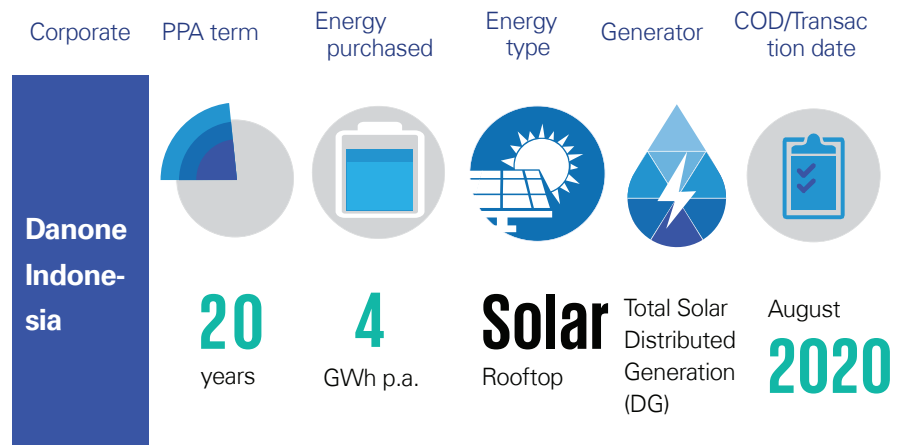 Corporate
PPA term
Energy
purchased
Energy
type
Generator
COD/Transac
tion date
Danone
Indone-
sia
20
years
4
GWh p.a.
Solar
Rooftop
Total Solar
Distributed
Generation
(DG)
August
2020